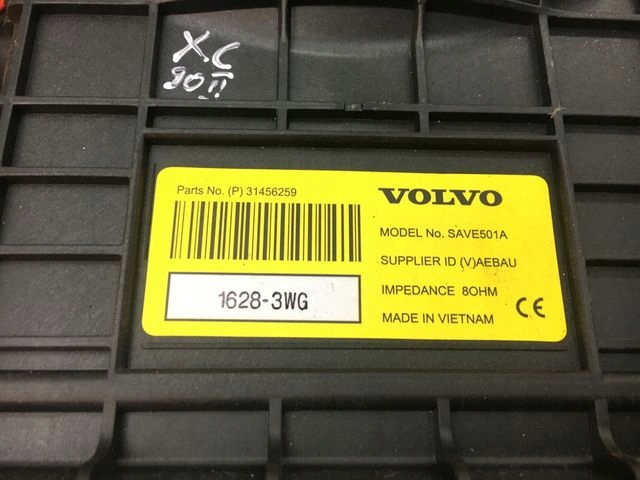 XC
90 II
Parts No. (P) 31456259
VOLVO
MODEL No. SAVE501A
SUPPLIER ID (V)AEBAU
1628-3WG
IMPEDANCE 8OHM
MADE IN VIETNAM
CE